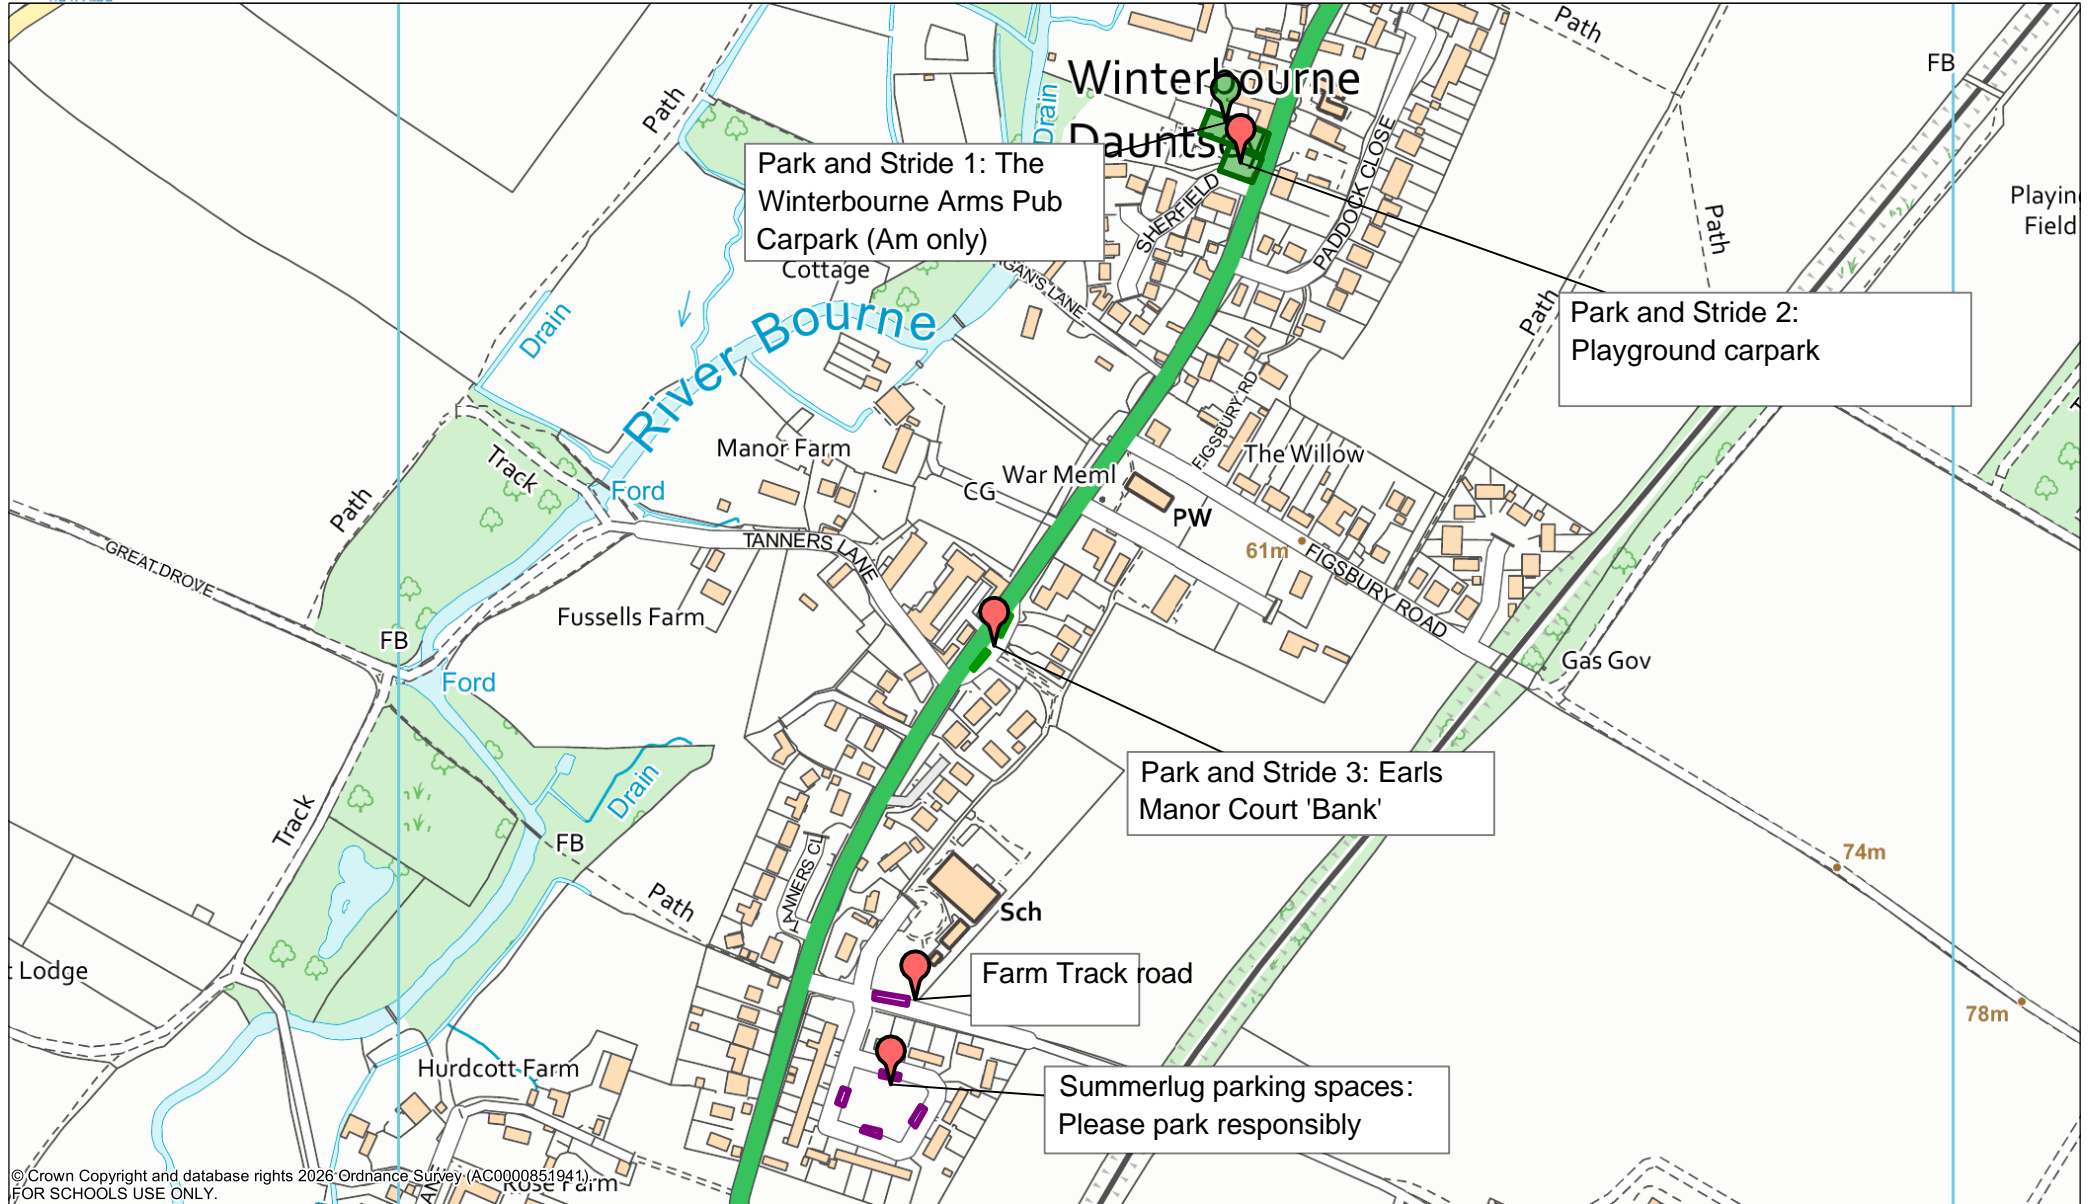 Path
FB
Winterbourne
Path
Drain
Park and Stride 1: The
Winterbourne Arms Pub
Carpark (Am only)
SHERFIELD
PADDOCK CLOSE
Path
Playing
Field
Cottage
Drain
River Bourne
Path
Park and Stride 2:
Playground carpark
FIGSBURY RD
Manor Farm
The Willow
War Meml
Track
Ford
CG
Path
PW
TANNERS LANE
61m
FIGSBURY ROAD
GREAT DROVE
Fussells Farm
FB
Gas Gov
Ford
Park and Stride 3: Earls
Manor Court 'Bank'
Drain
Track
FB
74m
TANNERS CL
Path
Sch
Lodge
Farm Track road
78m
Hurdcott Farm
Summerlug parking spaces:
Please park responsibly
© Crown Copyright and database rights 2026 Ordnance Survey (AC0000851941).
FOR SCHOOLS USE ONLY.
Rose Farm